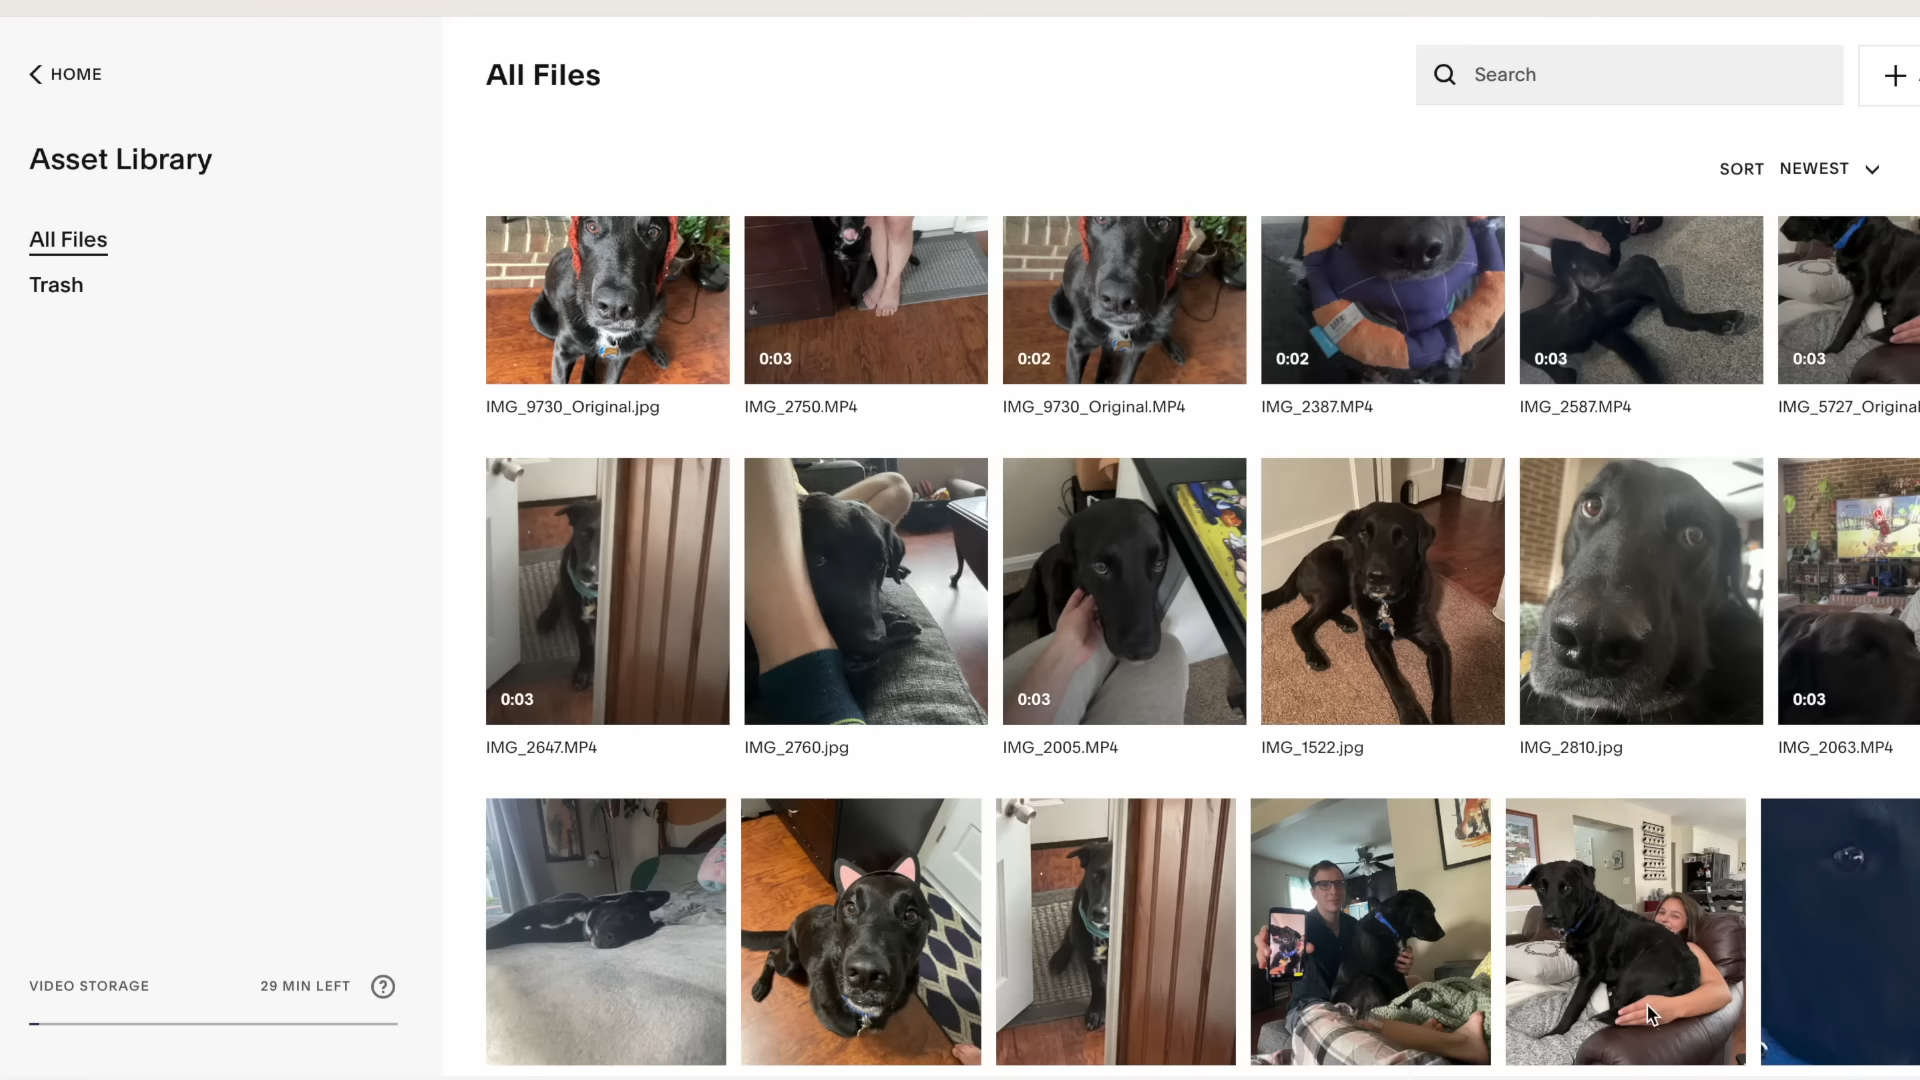 HOME
All Files
Search
Asset Library
SORT NEWEST
All Files
Trash
0:03
0:02
0:02
0:03
0:03
IMG_9730_Original.jpg
IMG_2750.MP4
IMG_9730_Original.MP4
IMG_2387.MP4
IMG_2587.MP4
IMG_5727_Original
0:03
0:03
0:03
IMG_2647.MP4
IMG_2760.jpg
IMG_2005.MP4
IMG_1522.jpg
IMG_2810.jpg
IMG_2063.MP4
VIDEO STORAGE
29 MIN LEFT